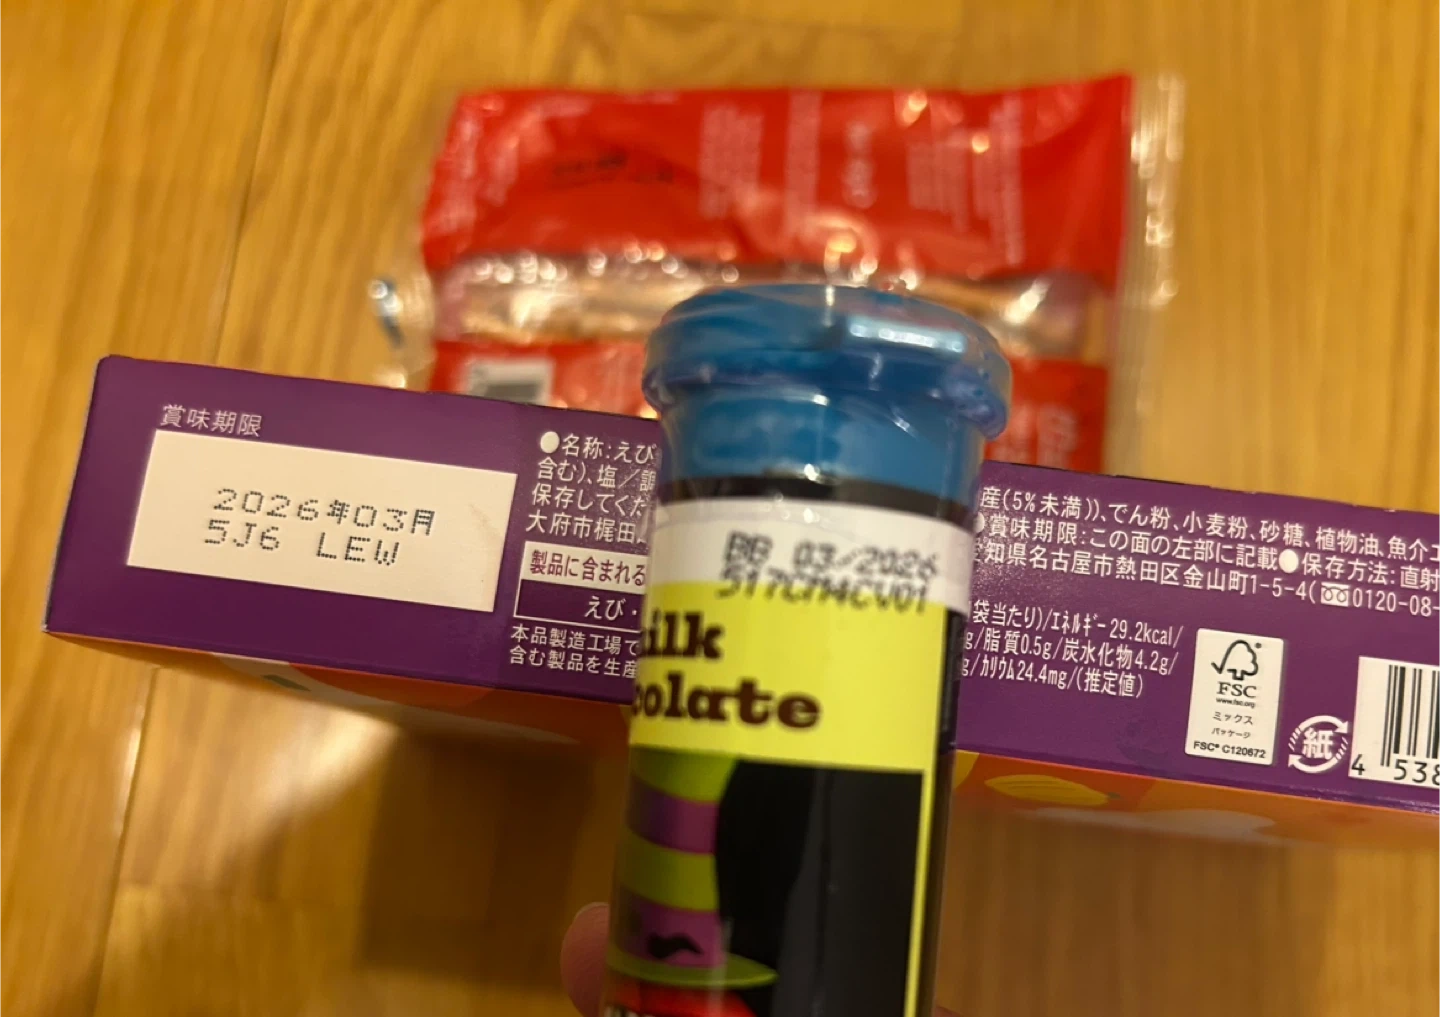 賞味期限
2026年03月
5J6 LEW
●名称:えび
含む)、塩/調
保存してくだ
大府市梶田
製品に含まれる
えび・
本品製造工場で
含む製品を生産
BB 03/2026
517CM4CV01
ilk
colate
産(5%未満))、でん粉、小麦粉、砂糖、植物油、魚介エ
●賞味期限:この面の左部に記載●保存方法:直射
知県名古屋市熱田区金山町1-5-4(0120-08-
袋当たり)/エネルギー29.2kcal/
g/脂質0.5g/炭水化物4.2g/
g/カリウム24.4mg/(推定値)
FSC
www.fsc.org
ミックス
パッケージ
FSC® C120672
紙
4 538